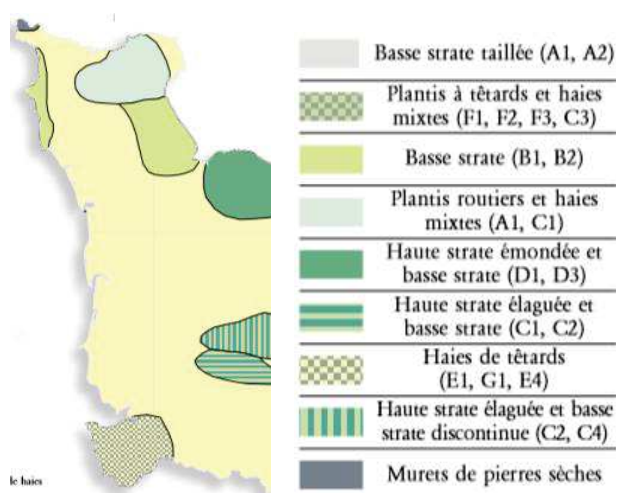 Basse strate taillée (A1, A2)
Plantis à têtards et haies
mixtes (F1, F2, F3, C3)
Basse strate (B1, B2)
Plantis routiers et haies
mixtes (A1, C1)
Haute strate émondée et
basse strate (D1, D3)
Haute strate élaguée et
basse strate (C1, C2)
Haies de têtards
(E1, G1, E4)
Haute strate élaguée et basse
strate discontinue (C2, C4)
Murets de pierres sèches
le haies